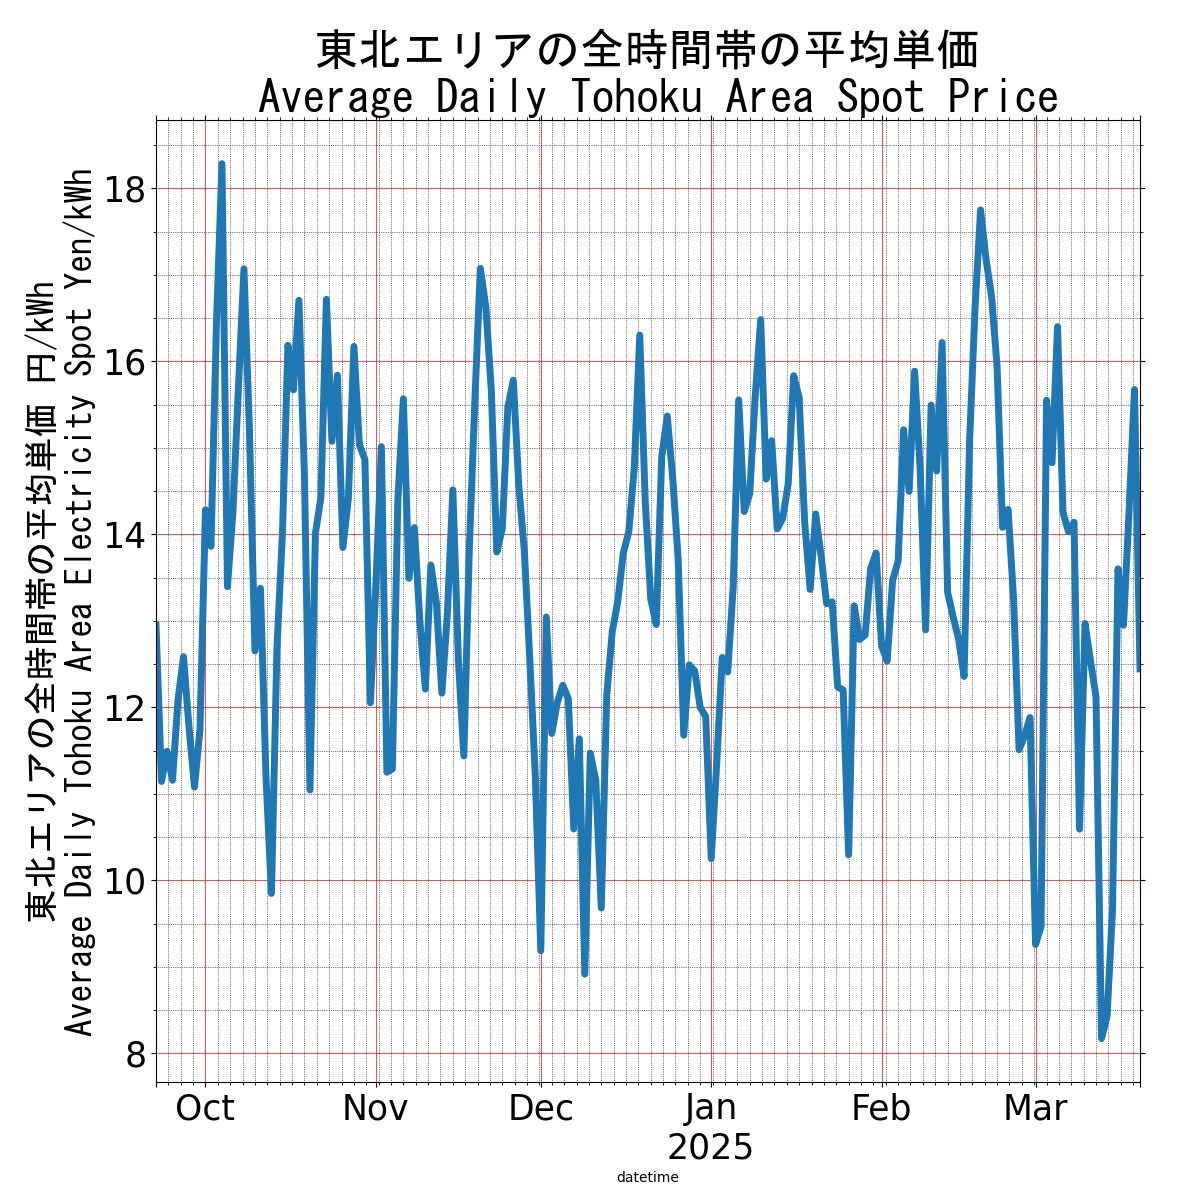 東北エリアの全時間帯の平均単価
Average Daily Tohoku Area Spot Price
東北エリアの全時間帯の平均単価 円/kWh
Average Daily Tohoku Area Electricity Spot Yen/kWh
18
16
14
12
10
8
Oct
Nov
Dec
Jan
2025
Feb
Mar
datetime